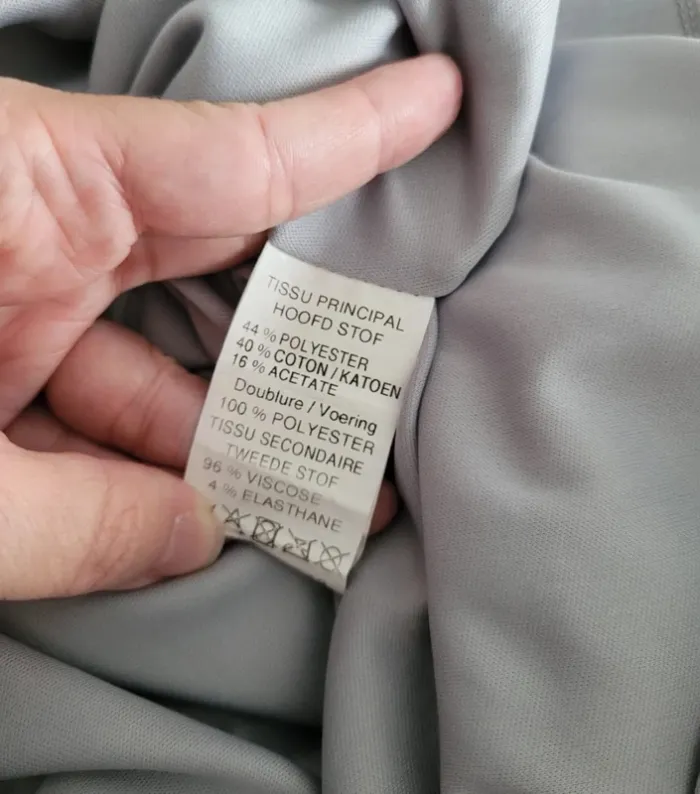 TISSU PRINCIPAL
HOOFD STOF
44 % POLYESTER
40 % COTON / KATOEN
16 % ACETATE
Doublure / Voering
100 % POLYESTER
TISSU SECONDAIRE
TWEEDE STOF
96 % VISCOSE
4 % ELASTHANE